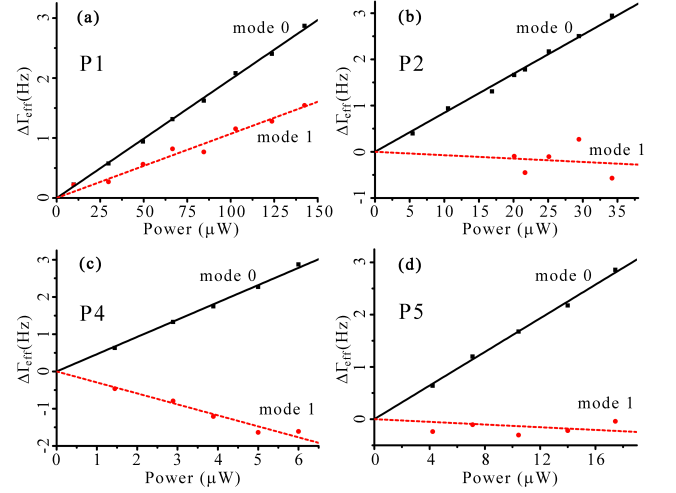 (a)
mode 0
P1
mode 1
ΔΓeff(Hz)
3
2
1
0
0 25 50 75 100 125 150
Power (μW)
(b)
mode 0
P2
mode 1
ΔΓeff(Hz)
3
2
1
0
-1
0 5 10 15 20 25 30 35
Power (μW)
(c)
mode 0
P4
mode 1
ΔΓeff(Hz)
3
2
1
0
-1
-2
0 1 2 3 4 5 6
Power (μW)
(d)
mode 0
P5
mode 1
ΔΓeff(Hz)
3
2
1
0
0 4 8 12 16
Power (μW)